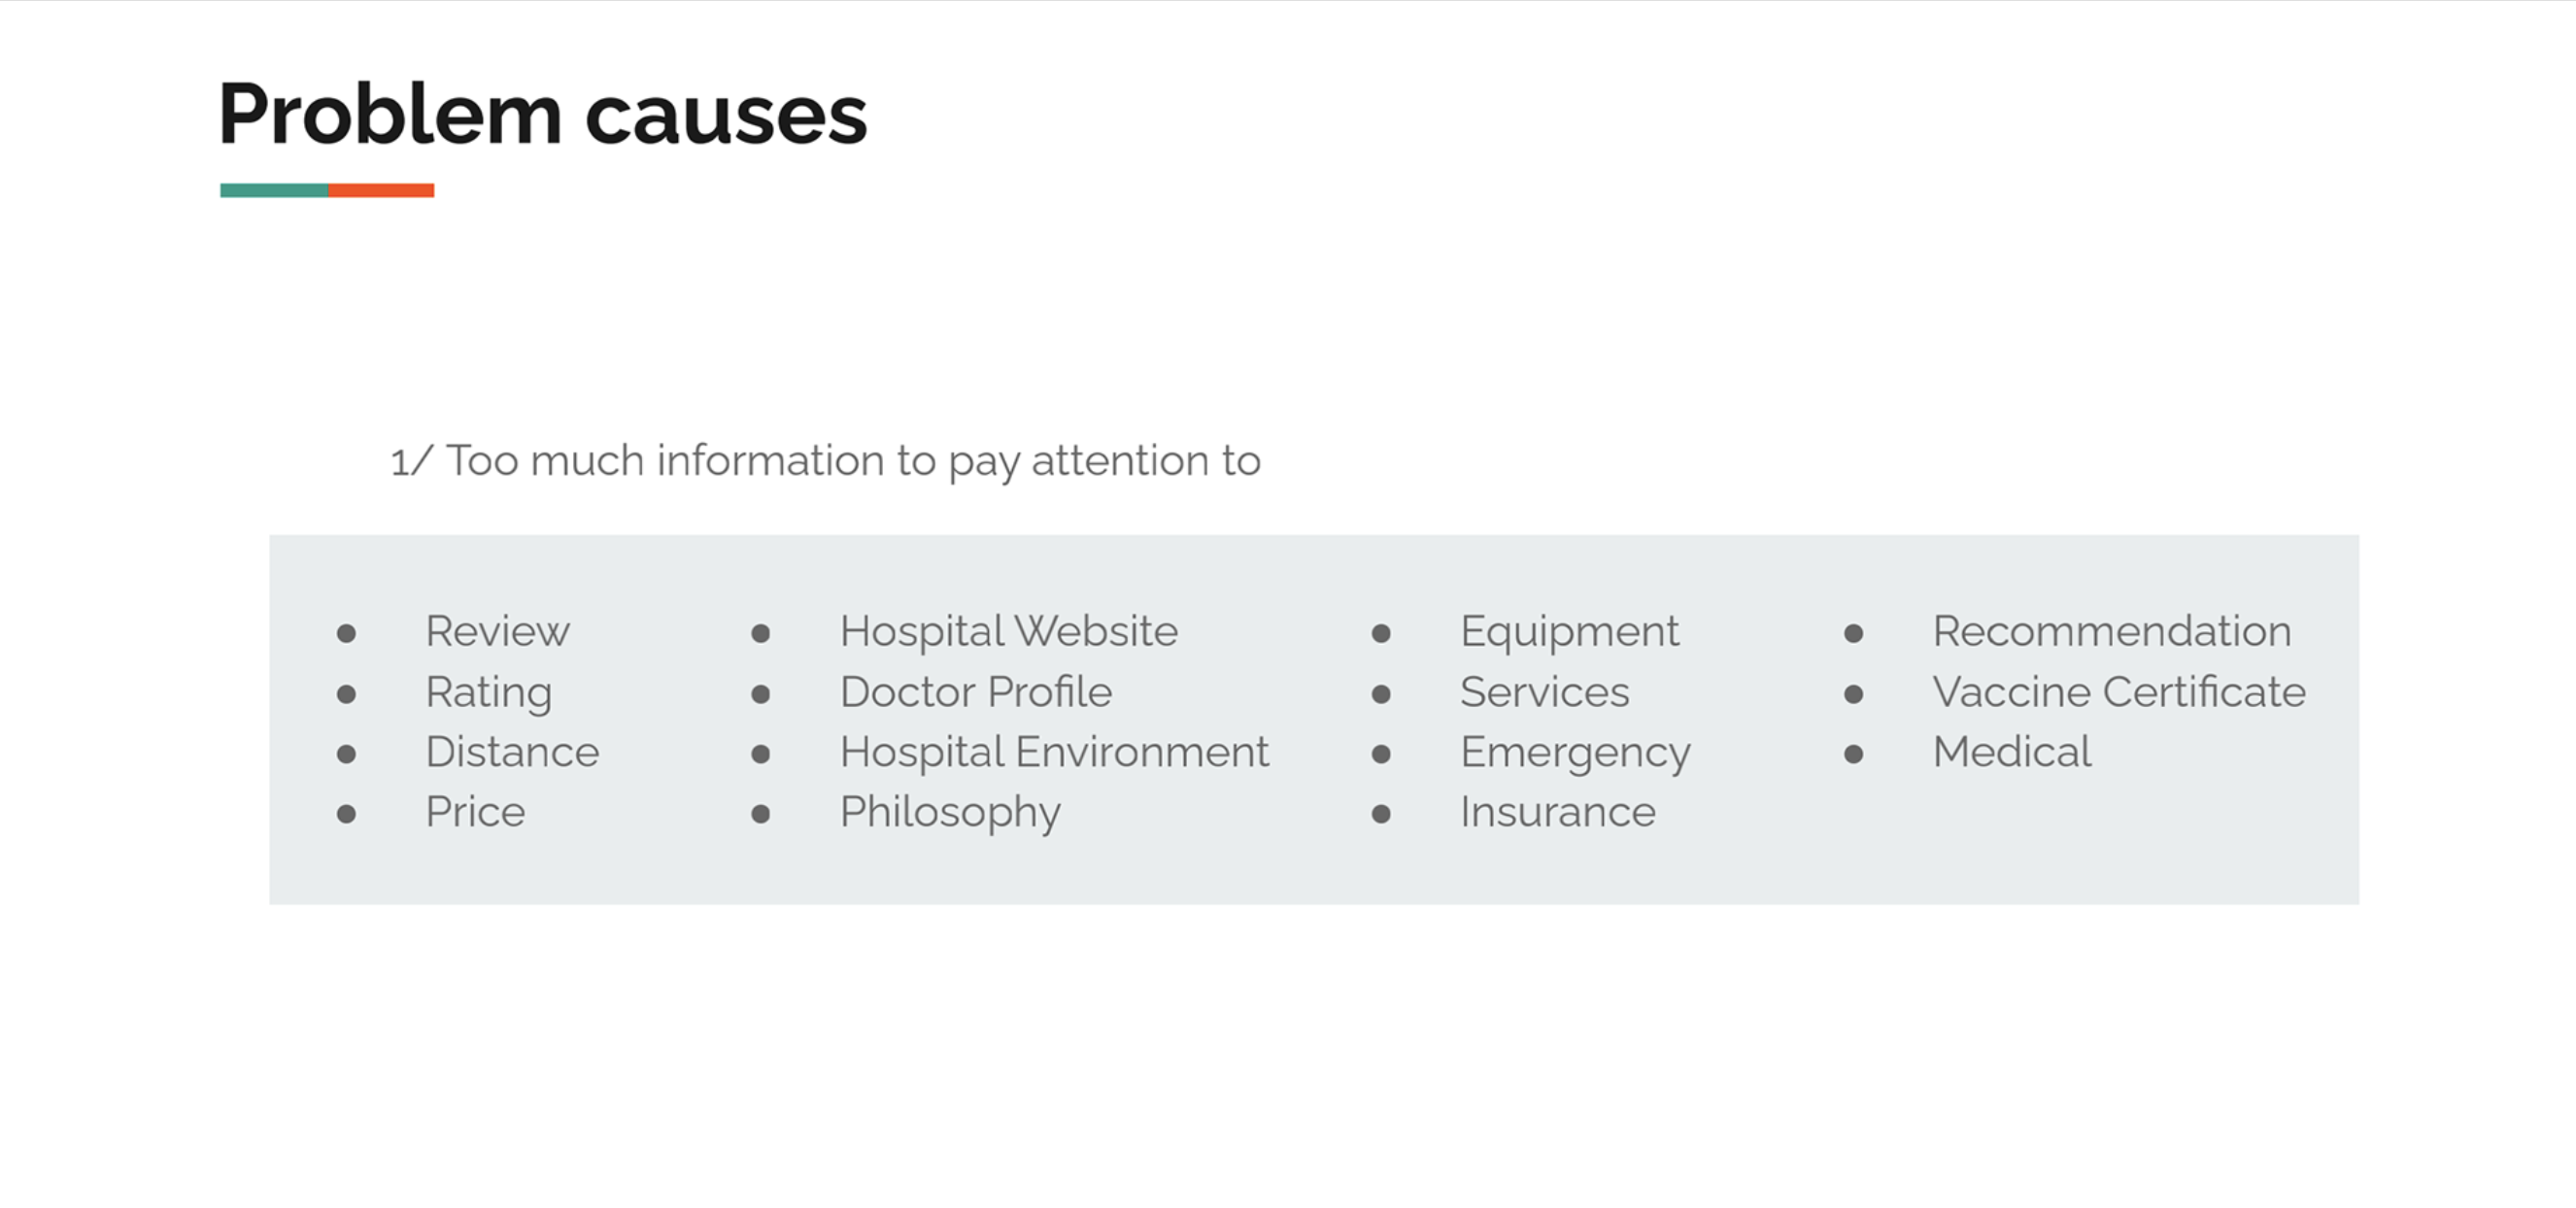 Problem causes
1/ Too much information to pay attention to
● Review
● Rating
● Distance
● Price
● Hospital Website
● Doctor Profile
● Hospital Environment
● Philosophy
● Equipment
● Services
● Emergency
● Insurance
● Recommendation
● Vaccine Certificate
● Medical